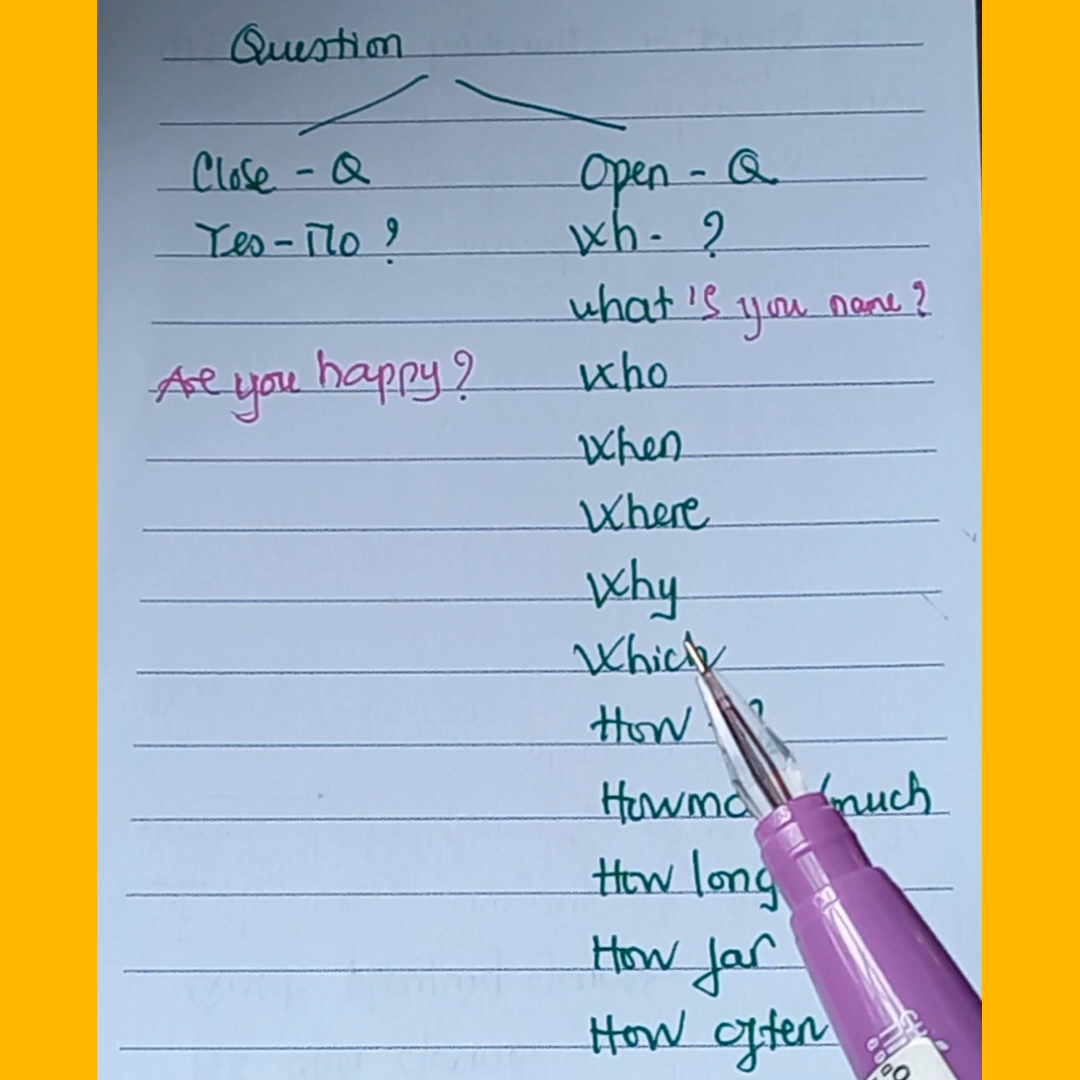 Question
Close - Q Open - Q
Yes - No? Wh - ?
what's you name?
Are you happy? Who
When
Where
Why
Which
How ?
How /much
How long
How far
How often